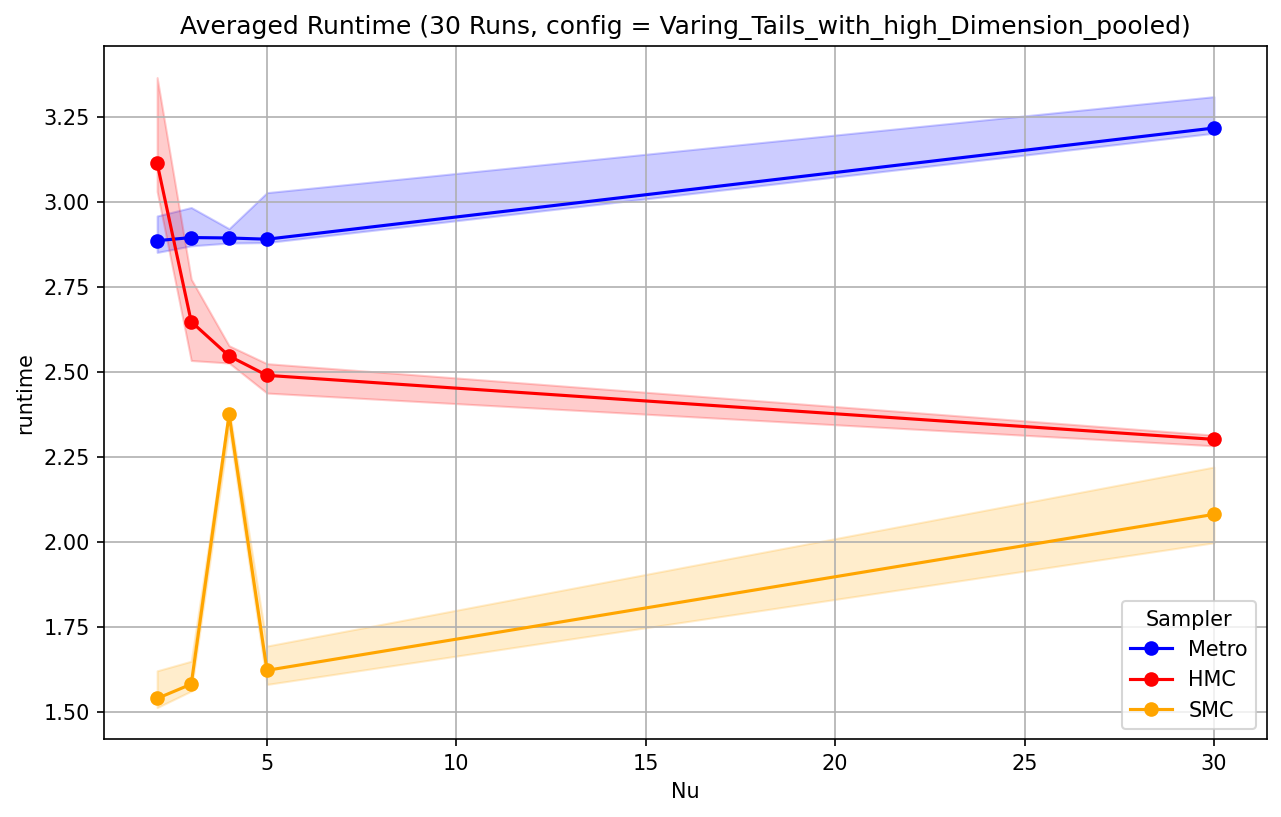 Averaged Runtime (30 Runs, config = Varing_Tails_with_high_Dimension_pooled)
3.25
3.00
2.75
2.50
2.25
2.00
1.75
1.50
runtime
5 10 15 20 25 30
Nu
Sampler
Metro
HMC
SMC